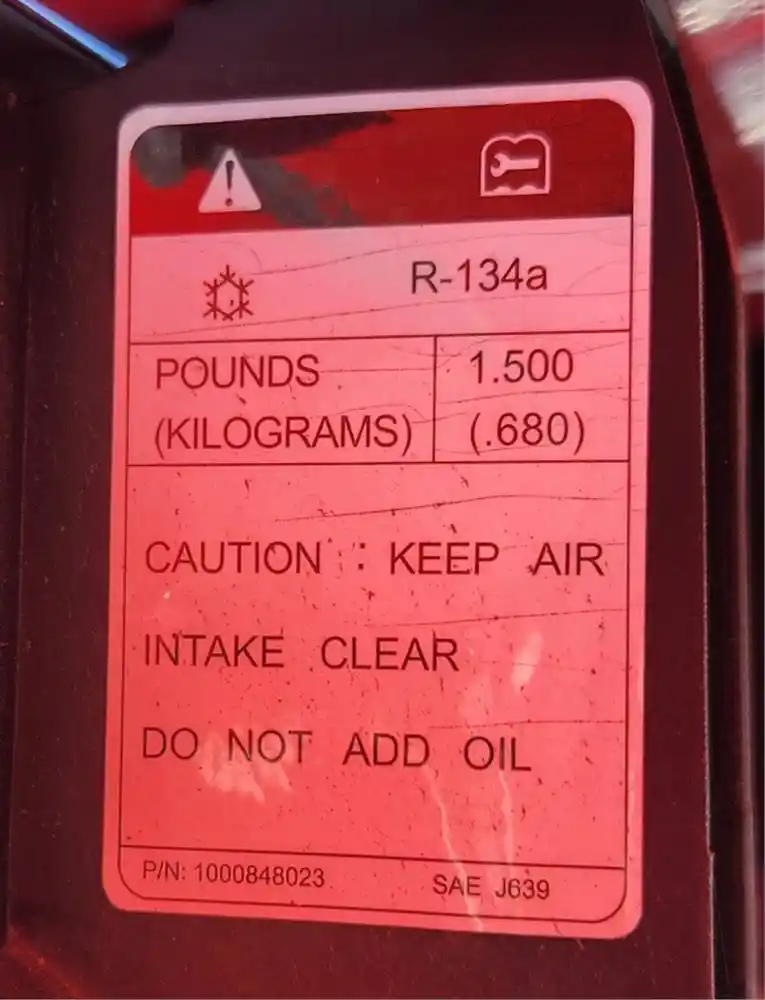 R-134a
POUNDS 1.500
(KILOGRAMS) (.680)
CAUTION : KEEP AIR
INTAKE CLEAR
DO NOT ADD OIL
P/N: 1000848023 SAE J639